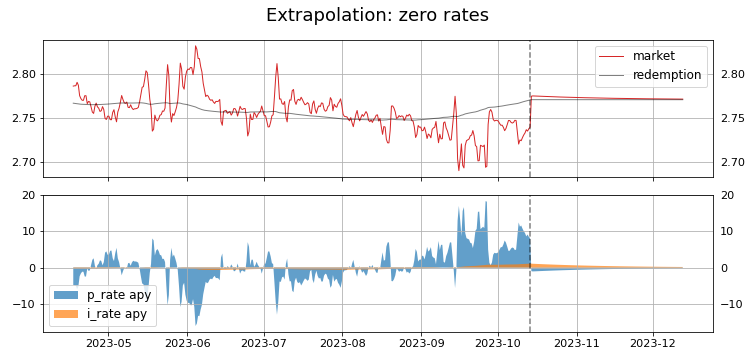 Extrapolation: zero rates
2.80 2.80
2.75 2.75
2.70 2.70
market
redemption
20 20
10 10
0 0
−10 −10
p_rate apy
i_rate apy
2023-05 2023-06 2023-07 2023-08 2023-09 2023-10 2023-11 2023-12